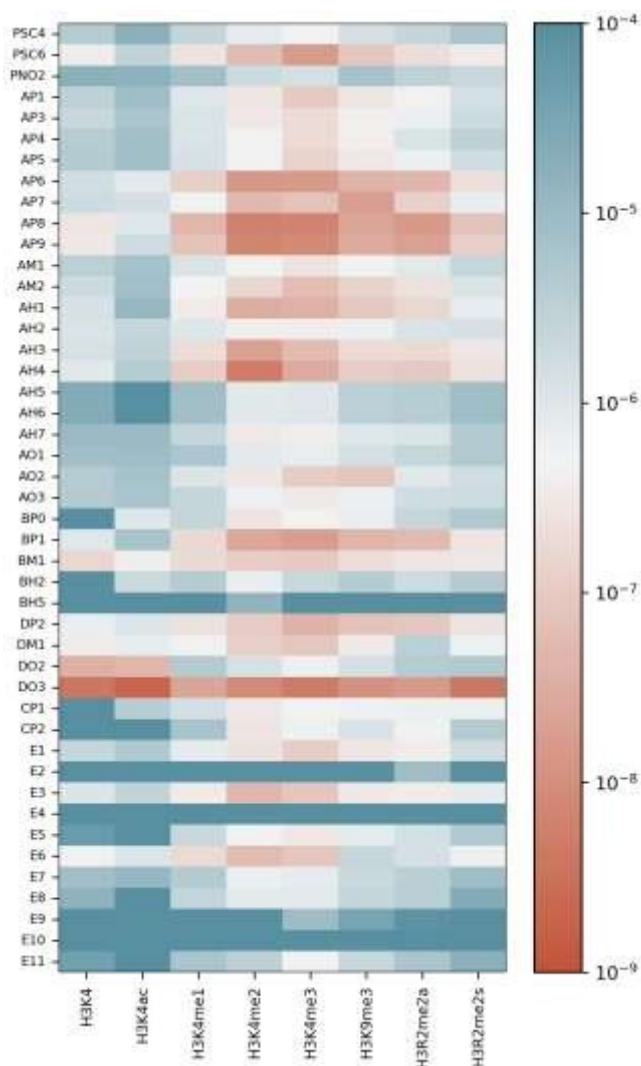 PSC4
PSC6
PNO2
AP1
AP3
AP4
AP5
AP6
AP7
AP8
AP9
AM1
AM2
AH1
AH2
AH3
AH4
AH5
AH6
AH7
AO1
AO2
AO3
BP0
BP1
BM1
BH2
BH5
DP2
DM1
DO2
DO3
CP1
CP2
E1
E2
E3
E4
E5
E6
E7
E8
E9
E10
E11
H3K4
H3K4ac
H3K4me1
H3K4me2
H3K4me3
H3K9me3
H3R2me2a
H3R2me2s
10⁻⁴
10⁻⁵
10⁻⁶
10⁻⁷
10⁻⁸
10⁻⁹